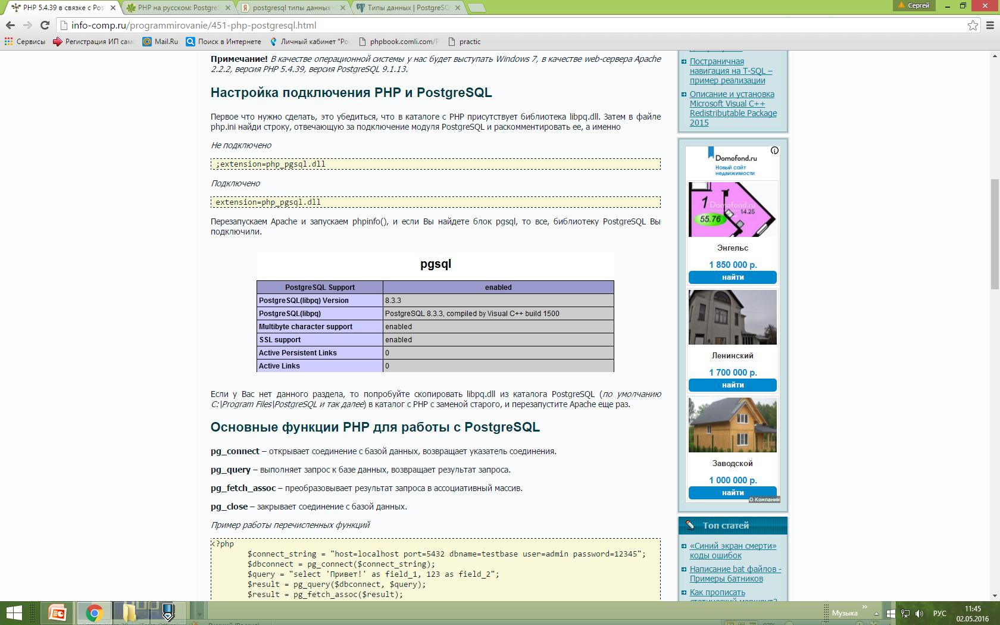 PHP 5.4.39 в связке с Pos
PHP на русском: Postgre
postgresql типы данных
Типы данных | PostgreSQ
Сергей
info-comp.ru/programmirovanie/451-php-postgresql.html
Сервисы
Регистрация ИП сам
Mail.Ru
Поиск в Интернете
Личный кабинет "Ро
phpbook.comli.com/P
practic
Примечание! В качестве операционной системы у нас будет выступать Windows 7, в качестве web-сервера Apache
2.2.2, версия PHP 5.4.39, версия PostgreSQL 9.1.13.
Настройка подключения PHP и PostgreSQL
Первое что нужно сделать, это убедиться, что в каталоге с PHP присутствует библиотека libpq.dll. Затем в файле
php.ini найди строку, отвечающую за подключение модуля PostgreSQL и раскомментировать ее, а именно
Не подключено
;extension=php_pgsql.dll
Подключено
extension=php_pgsql.dll
Перезапускаем Apache и запускаем phpinfo(), и если Вы найдете блок pgsql, то все, библиотеку PostgreSQL Вы
подключили.
pgsql
PostgreSQL Support enabled
PostgreSQL(libpq) Version 8.3.3
PostgreSQL(libpq) PostgreSQL 8.3.3, compiled by Visual C++ build 1500
Multibyte character support enabled
SSL support enabled
Active Persistent Links 0
Active Links 0
Если у Вас нет данного раздела, то попробуйте скопировать libpq.dll из каталога PostgreSQL (по умолчанию
C:\Program Files\PostgreSQL и так далее) в каталог с PHP с заменой старого, и перезапустите Apache еще раз.
Основные функции PHP для работы с PostgreSQL
pg_connect – открывает соединение с базой данных, возвращает указатель соединения.
pg_query – выполняет запрос к базе данных, возвращает результат запроса.
pg_fetch_assoc – преобразовывает результат запроса в ассоциативный массив.
pg_close – закрывает соединение с базой данных.
Пример работы перечисленных функций
<?php
$connect_string = "host=localhost port=5432 dbname=testbase user=admin password=12345";
$dbconnect = pg_connect($connect_string);
$query = "select 'Привет!' as field_1, 123 as field_2";
$result = pg_query($dbconnect, $query);
$result = pg_fetch_assoc($result);
Постраничная
навигация на T-SQL –
пример реализации
Описание и установка
Microsoft Visual C++
Redistributable Package
2015
Domofond.ru
Новый сайт
недвижимости
1
Domofond.ru
14.25
55.76
Энгельс
1 850 000 р.
найти
Ленинский
1 700 000 р.
найти
Заводской
1 000 000 р.
найти
О Компании
Топ статей
«Синий экран смерти»
коды ошибок
Написание bat файлов -
Примеры батников
Как прописать
статический маршрут?
Музыка
РУС
11:45
02.05.2016